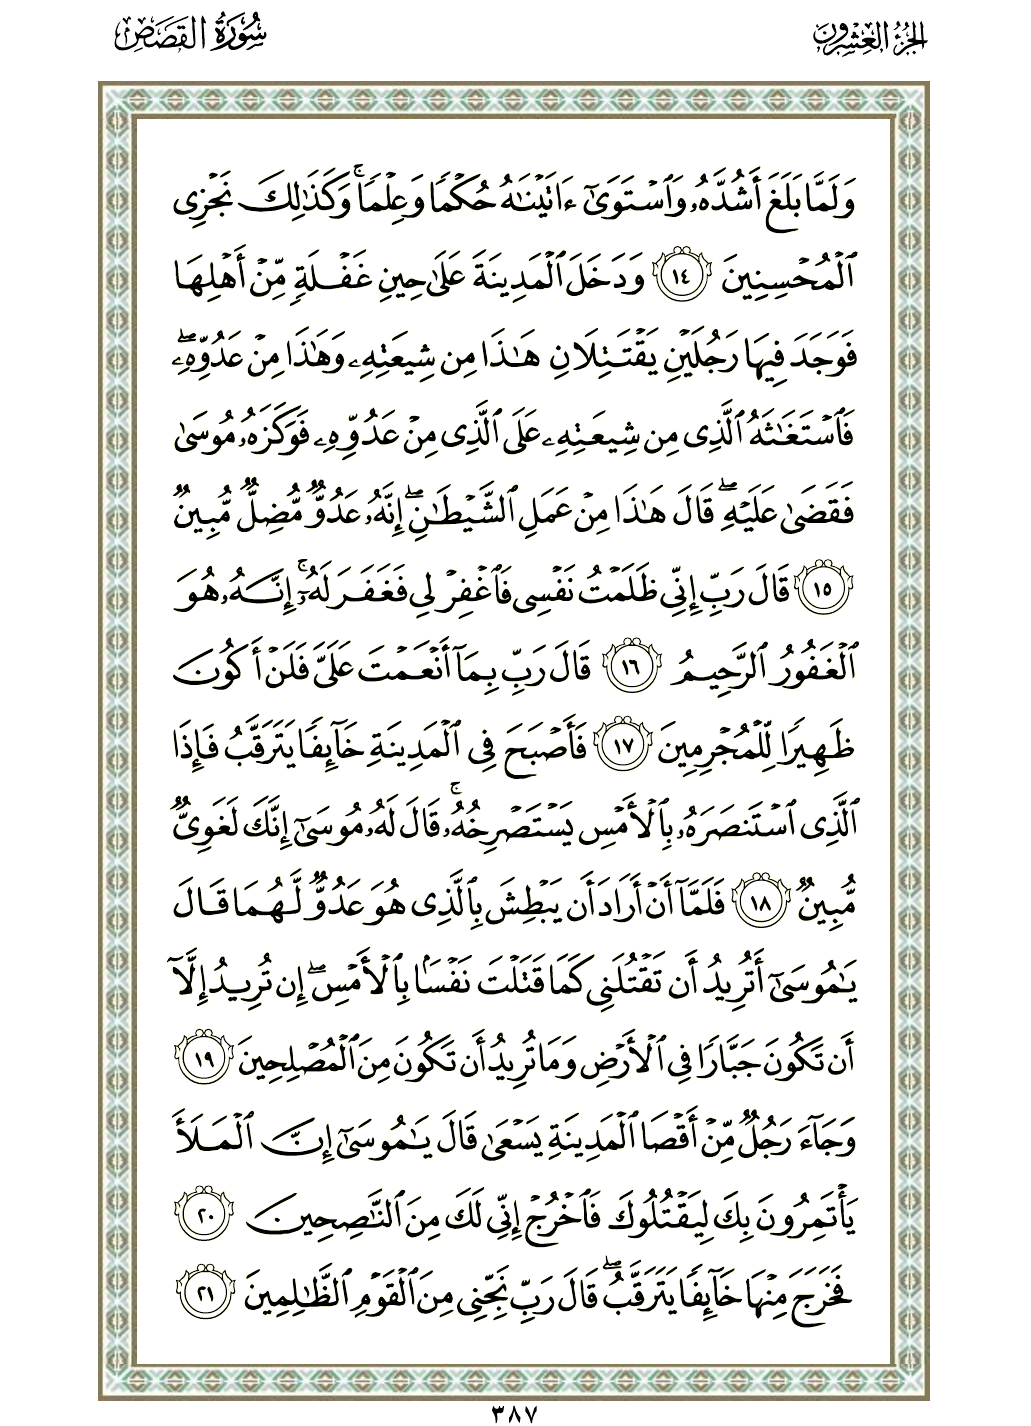 الجزء العشرون
سورة القصص
وَلَمَّا بَلَغَ أَشُدَّهُۥ وَٱسۡتَوَىٰٓ ءَاتَيۡنَٰهُ حُكۡمٗا وَعِلۡمٗاۚ وَكَذَٰلِكَ نَجۡزِي
ٱلۡمُحۡسِنِينَ ١٤ وَدَخَلَ ٱلۡمَدِينَةَ عَلَىٰ حِينِ غَفۡلَةٖ مِّنۡ أَهۡلِهَا
فَوَجَدَ فِيهَا رَجُلَيۡنِ يَقۡتَتِلَانِ هَٰذَا مِن شِيعَتِهِۦ وَهَٰذَا مِنۡ عَدُوِّهِۦۖ
فَٱسۡتَغَٰثَهُ ٱلَّذِي مِن شِيعَتِهِۦ عَلَى ٱلَّذِي مِنۡ عَدُوِّهِۦ فَوَكَزَهُۥ مُوسَىٰ
فَقَضَىٰ عَلَيۡهِۖ قَالَ هَٰذَا مِنۡ عَمَلِ ٱلشَّيۡطَٰنِۖ إِنَّهُۥ عَدُوّٞ مُّضِلّٞ مُّبِينٞ
١٥ قَالَ رَبِّ إِنِّي ظَلَمۡتُ نَفۡسِي فَٱغۡفِرۡ لِي فَغَفَرَ لَهُۥٓۚ إِنَّهُۥ هُوَ
ٱلۡغَفُورُ ٱلرَّحِيمُ ١٦ قَالَ رَبِّ بِمَآ أَنۡعَمۡتَ عَلَيَّ فَلَنۡ أَكُونَ
ظَهِيرٗا لِّلۡمُجۡرِمِينَ ١٧ فَأَصۡبَحَ فِي ٱلۡمَدِينَةِ خَآئِفٗا يَتَرَقَّبُ فَإِذَا
ٱلَّذِي ٱسۡتَنصَرَهُۥ بِٱلۡأَمۡسِ يَسۡتَصۡرِخُهُۥۚ قَالَ لَهُۥ مُوسَىٰٓ إِنَّكَ لَغَوِيّٞ
مُّبِينٞ ١٨ فَلَمَّآ أَنۡ أَرَادَ أَن يَبۡطِشَ بِٱلَّذِي هُوَ عَدُوّٞ لَّهُمَا قَالَ
يَٰمُوسَىٰٓ أَتُرِيدُ أَن تَقۡتُلَنِي كَمَا قَتَلۡتَ نَفۡسَۢا بِٱلۡأَمۡسِۖ إِن تُرِيدُ إِلَّآ
أَن تَكُونَ جَبَّارٗا فِي ٱلۡأَرۡضِ وَمَا تُرِيدُ أَن تَكُونَ مِنَ ٱلۡمُصۡلِحِينَ ١٩
وَجَآءَ رَجُلٞ مِّنۡ أَقۡصَا ٱلۡمَدِينَةِ يَسۡعَىٰ قَالَ يَٰمُوسَىٰٓ إِنَّ ٱلۡمَلَأَ
يَأۡتَمِرُونَ بِكَ لِيَقۡتُلُوكَ فَٱخۡرُجۡ إِنِّي لَكَ مِنَ ٱلنَّٰصِحِينَ ٢٠
فَخَرَجَ مِنۡهَا خَآئِفٗا يَتَرَقَّبُۖ قَالَ رَبِّ نَجِّنِي مِنَ ٱلۡقَوۡمِ ٱلظَّٰلِمِينَ ٢١
٣٨٧